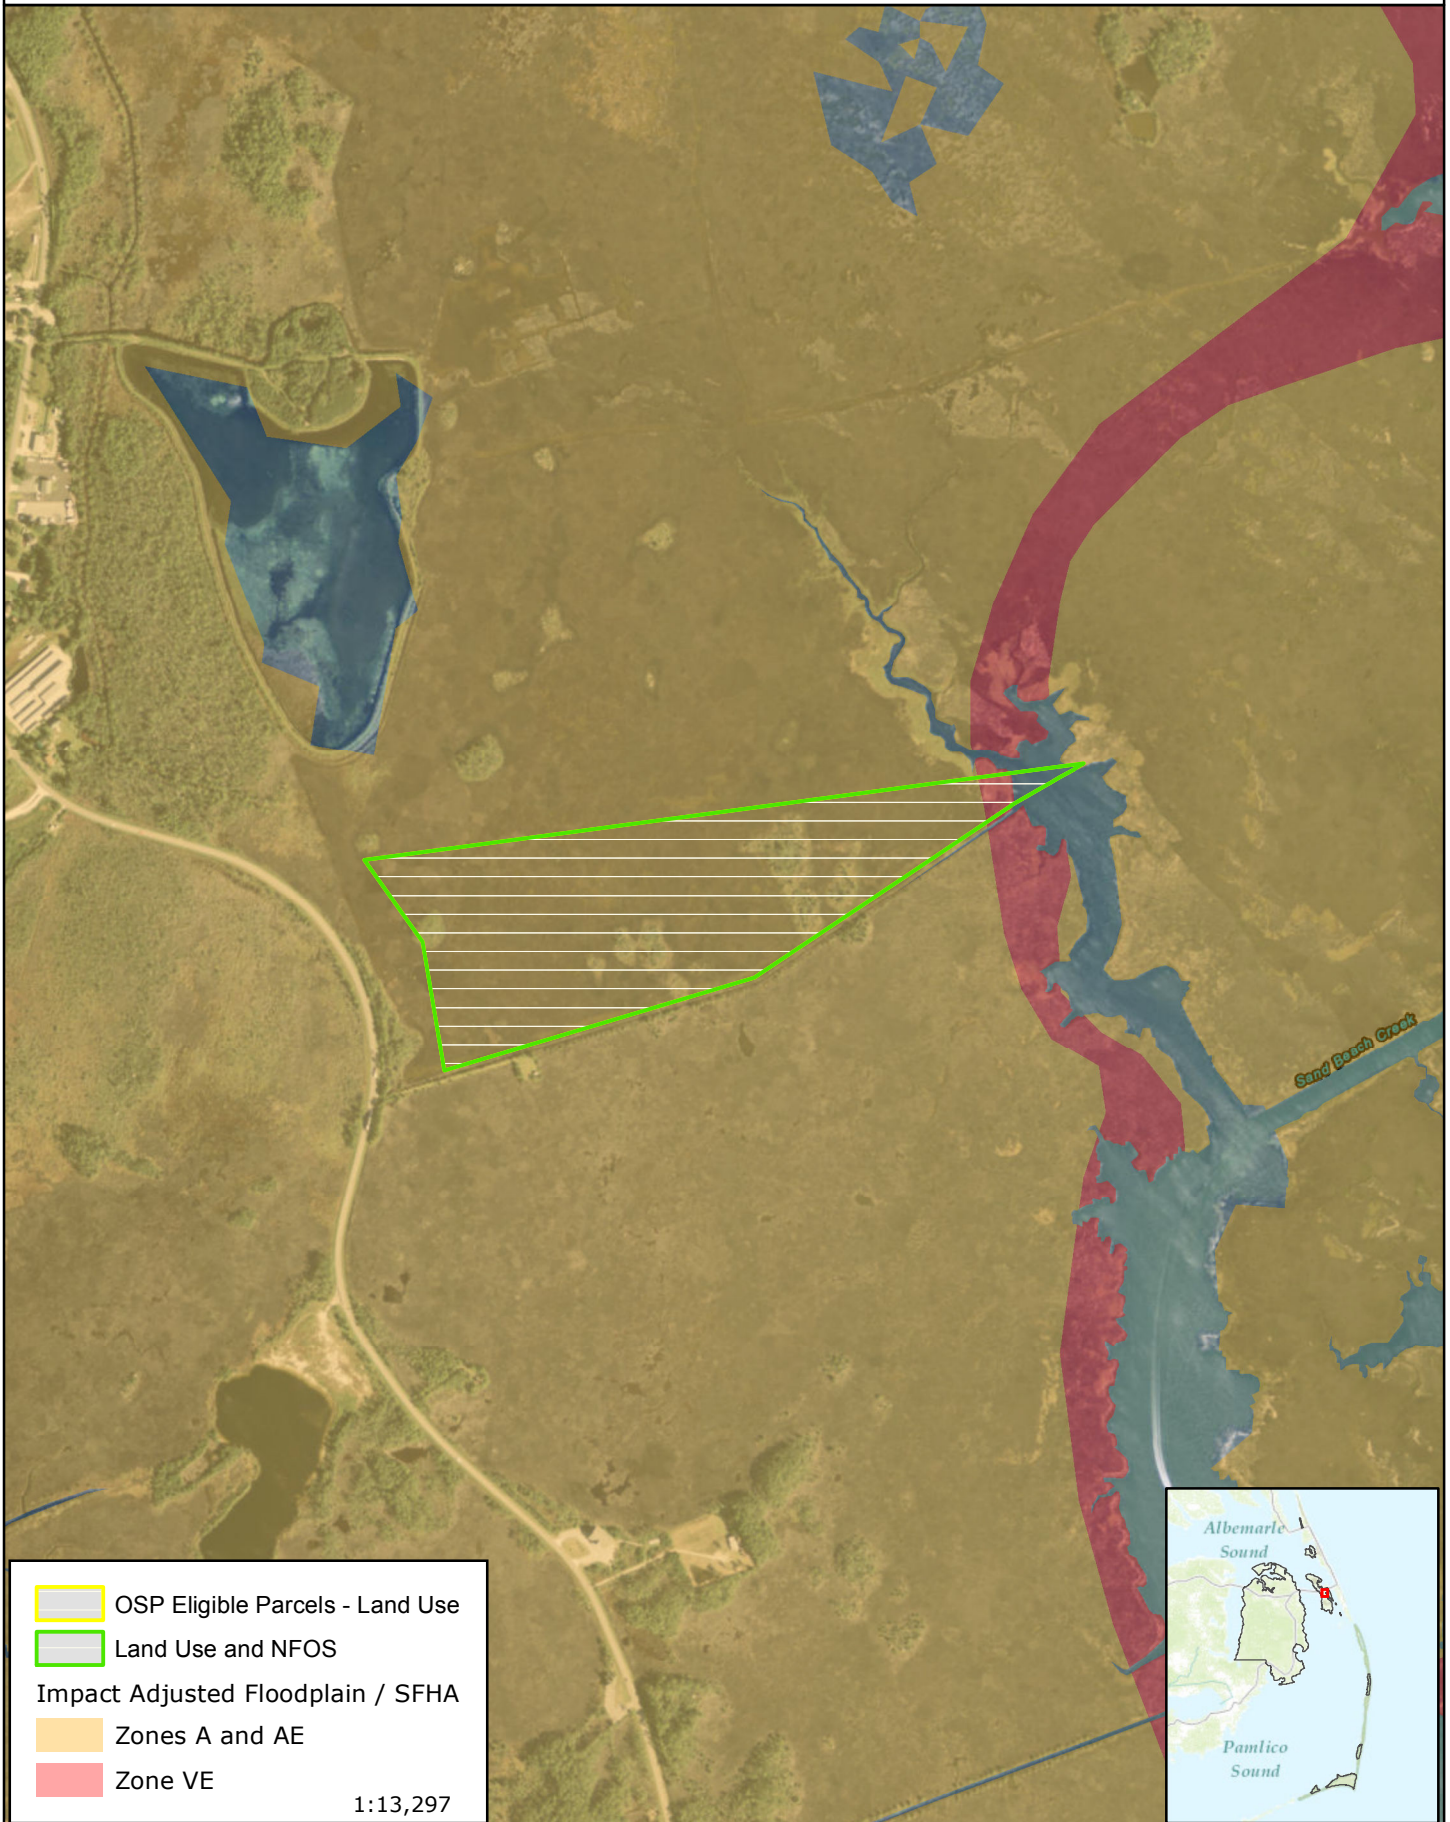 Sand Beach Creek
OSP Eligible Parcels - Land Use
Land Use and NFOS
Impact Adjusted Floodplain / SFHA
Zones A and AE
Zone VE
1:13,297
Albemarle
Sound
Pamlico
Sound